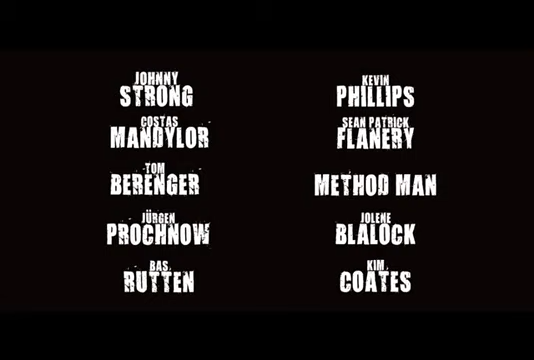 JOHNNY
STRONG
COSTAS
MANDYLOR
TOM
BERENGER
JÜRGEN
PROCHNOW
BAS
RUTTEN
KEVIN
PHILLIPS
SEAN PATRICK
FLANERY
METHOD MAN
JOLENE
BLALOCK
KIM
COATES